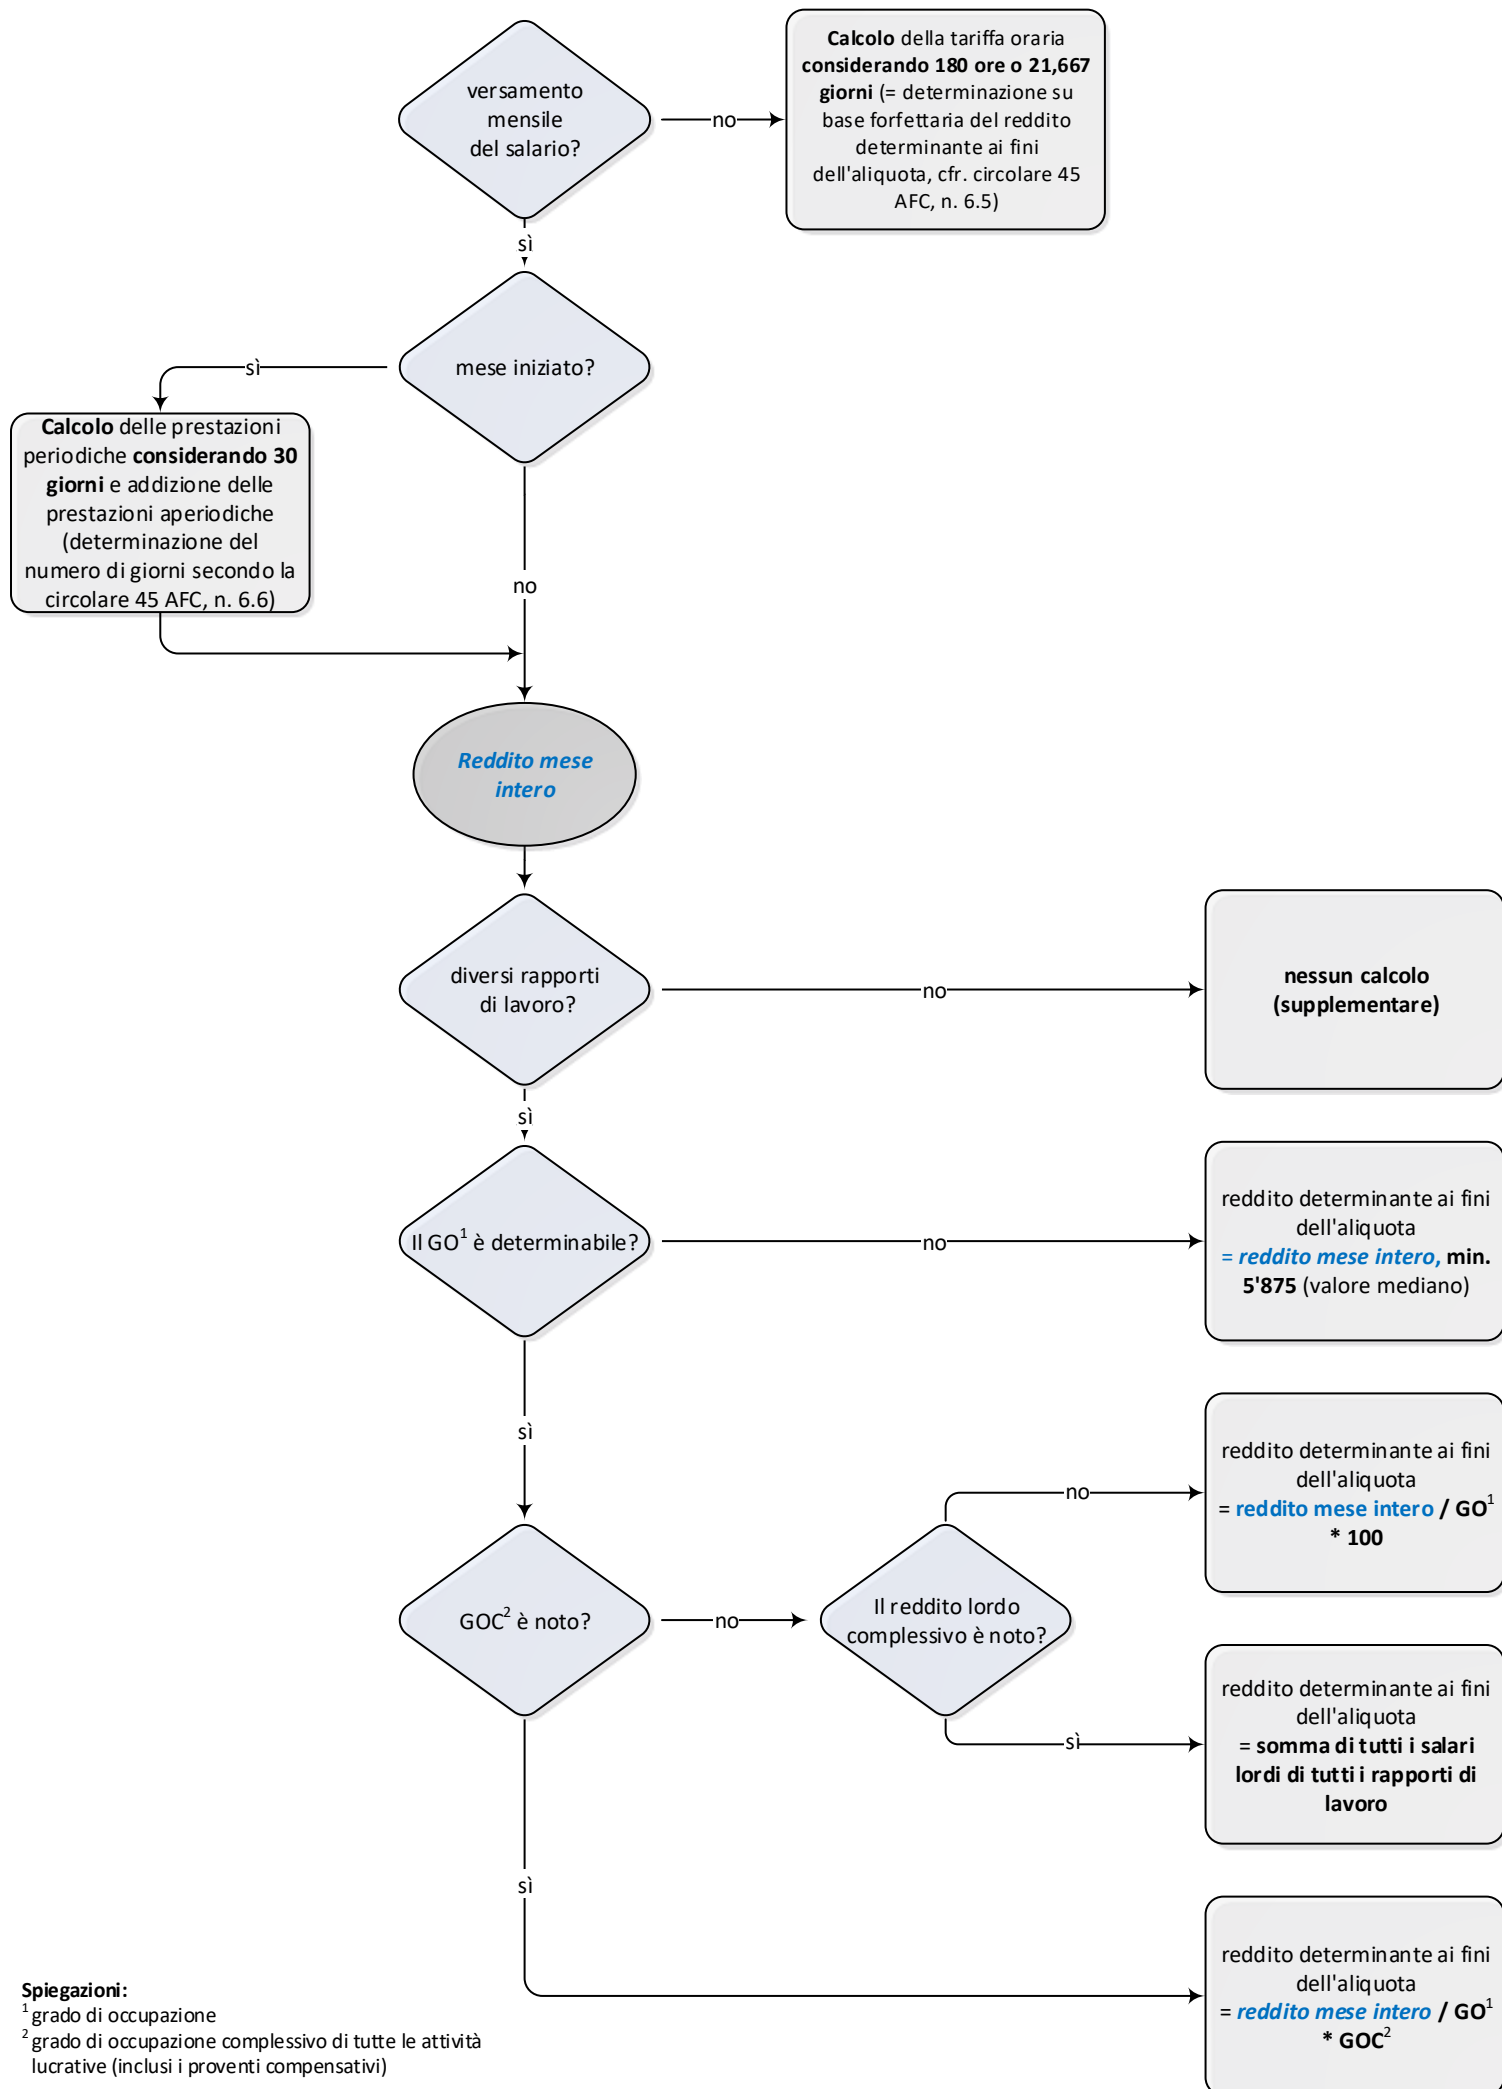 versamento
mensile
del salario?
no
Calcolo della tariffa oraria
considerando 180 ore o 21,667
giorni (= determinazione su
base forfettaria del reddito
determinante ai fini
dell'aliquota, cfr. circolare 45
AFC, n. 6.5)
sì
mese iniziato?
sì
Calcolo delle prestazioni
periodiche considerando 30
giorni e addizione delle
prestazioni aperiodiche
(determinazione del
numero di giorni secondo la
circolare 45 AFC, n. 6.6)
no
Reddito mese
intero
diversi rapporti
di lavoro?
no
nessun calcolo
(supplementare)
sì
Il GO¹ è determinabile?
no
reddito determinante ai fini
dell'aliquota
= reddito mese intero, min.
5'875 (valore mediano)
sì
GOC² è noto?
no
Il reddito lordo
complessivo è noto?
no
reddito determinante ai fini
dell'aliquota
= reddito mese intero / GO¹
* 100
sì
reddito determinante ai fini
dell'aliquota
= somma di tutti i salari
lordi di tutti i rapporti di
lavoro
sì
reddito determinante ai fini
dell'aliquota
= reddito mese intero / GO¹
* GOC²
Spiegazioni:
¹ grado di occupazione
² grado di occupazione complessivo di tutte le attività
lucrative (inclusi i proventi compensativi)